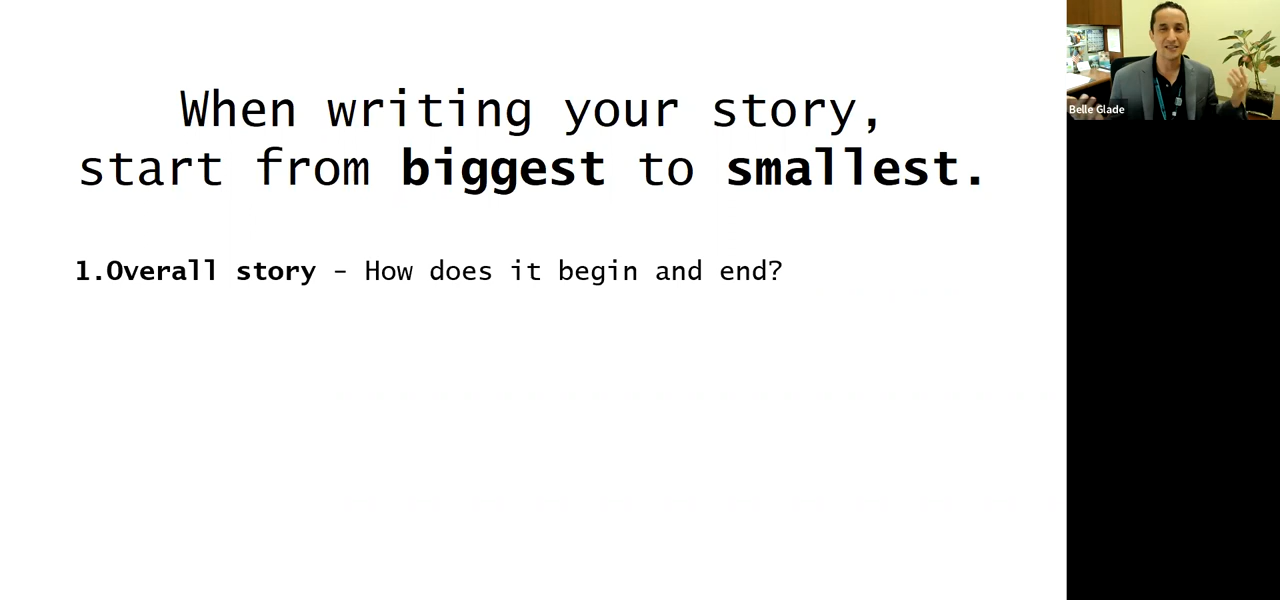 When writing your story,
start from biggest to smallest.
1.Overall story – How does it begin and end?
Belle Glade